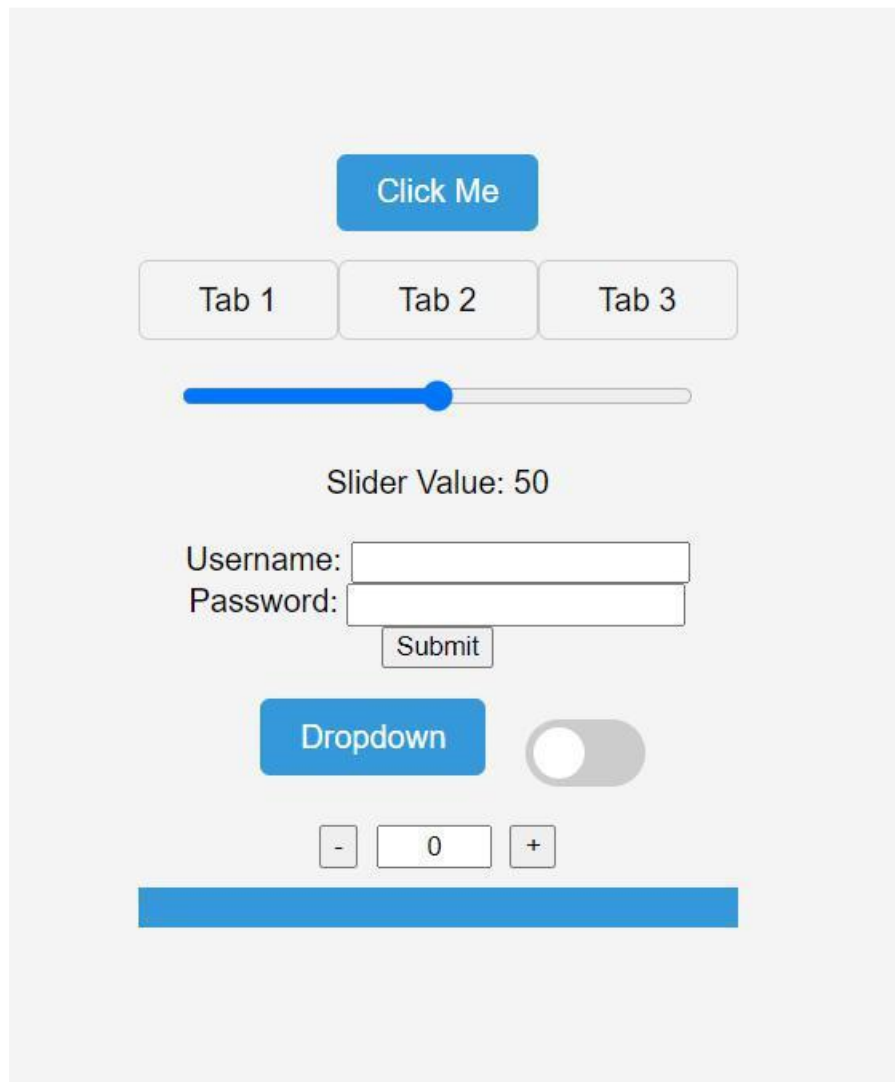 Click Me
Tab 1 Tab 2 Tab 3
Slider Value: 50
Username:
Password:
Submit
Dropdown
- 0 +